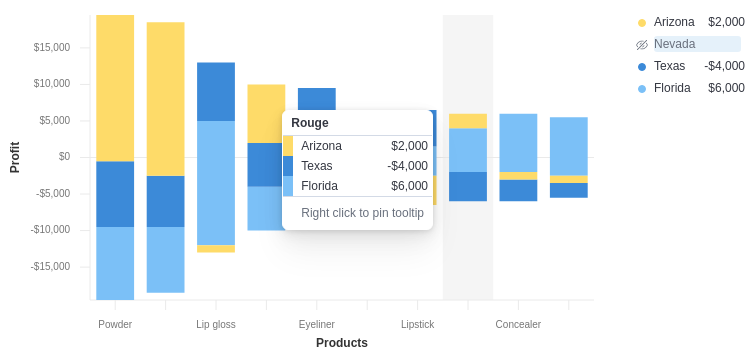 Arizona $2,000
Nevada
Texas -$4,000
Florida $6,000
Profit
$15,000
$10,000
$5,000
$0
-$5,000
-$10,000
-$15,000
Rouge
Arizona $2,000
Texas -$4,000
Florida $6,000
Right click to pin tooltip
Powder Lip gloss Eyeliner Lipstick Concealer
Products